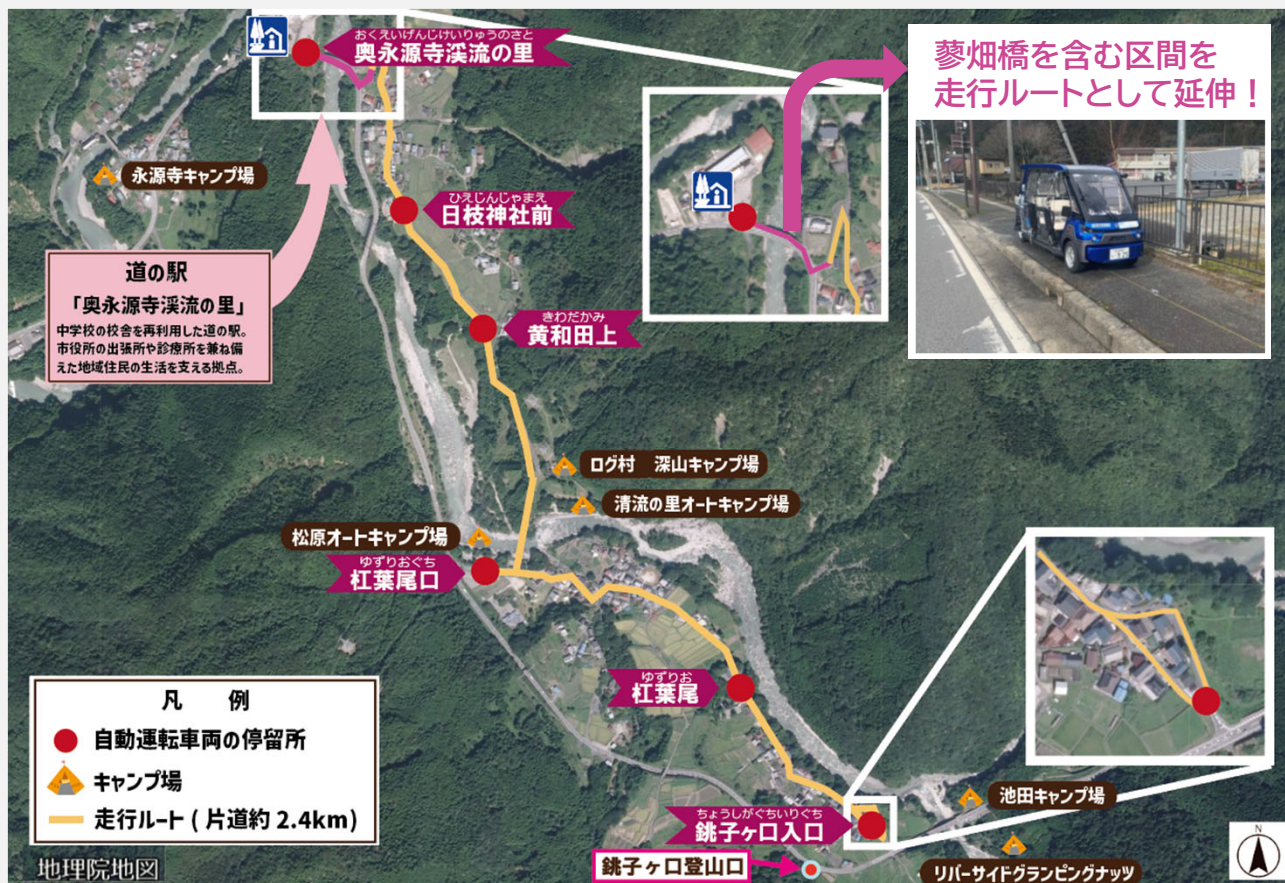 おくえいげんじけいりゅうのさと
奥永源寺渓流の里
蓼畑橋を含む区間を
走行ルートとして延伸！
永源寺キャンプ場
ひえじんじゃまえ
日枝神社前
道の駅
「奥永源寺渓流の里」
中学校の校舎を再利用した道の駅。
市役所の出張所や診療所を兼ね備
えた地域住民の生活を支える拠点。
きわだかみ
黄和田上
ログ村　深山キャンプ場
清流の里オートキャンプ場
松原オートキャンプ場
ゆずりおぐち
杠葉尾口
ゆずりお
杠葉尾
凡　例
自動運転車両の停留所
キャンプ場
走行ルート ( 片道約 2.4km)
池田キャンプ場
ちょうしがぐちいりぐち
銚子ヶ口入口
銚子ヶ口登山口
リバーサイドグランピングナッツ
地理院地図
N